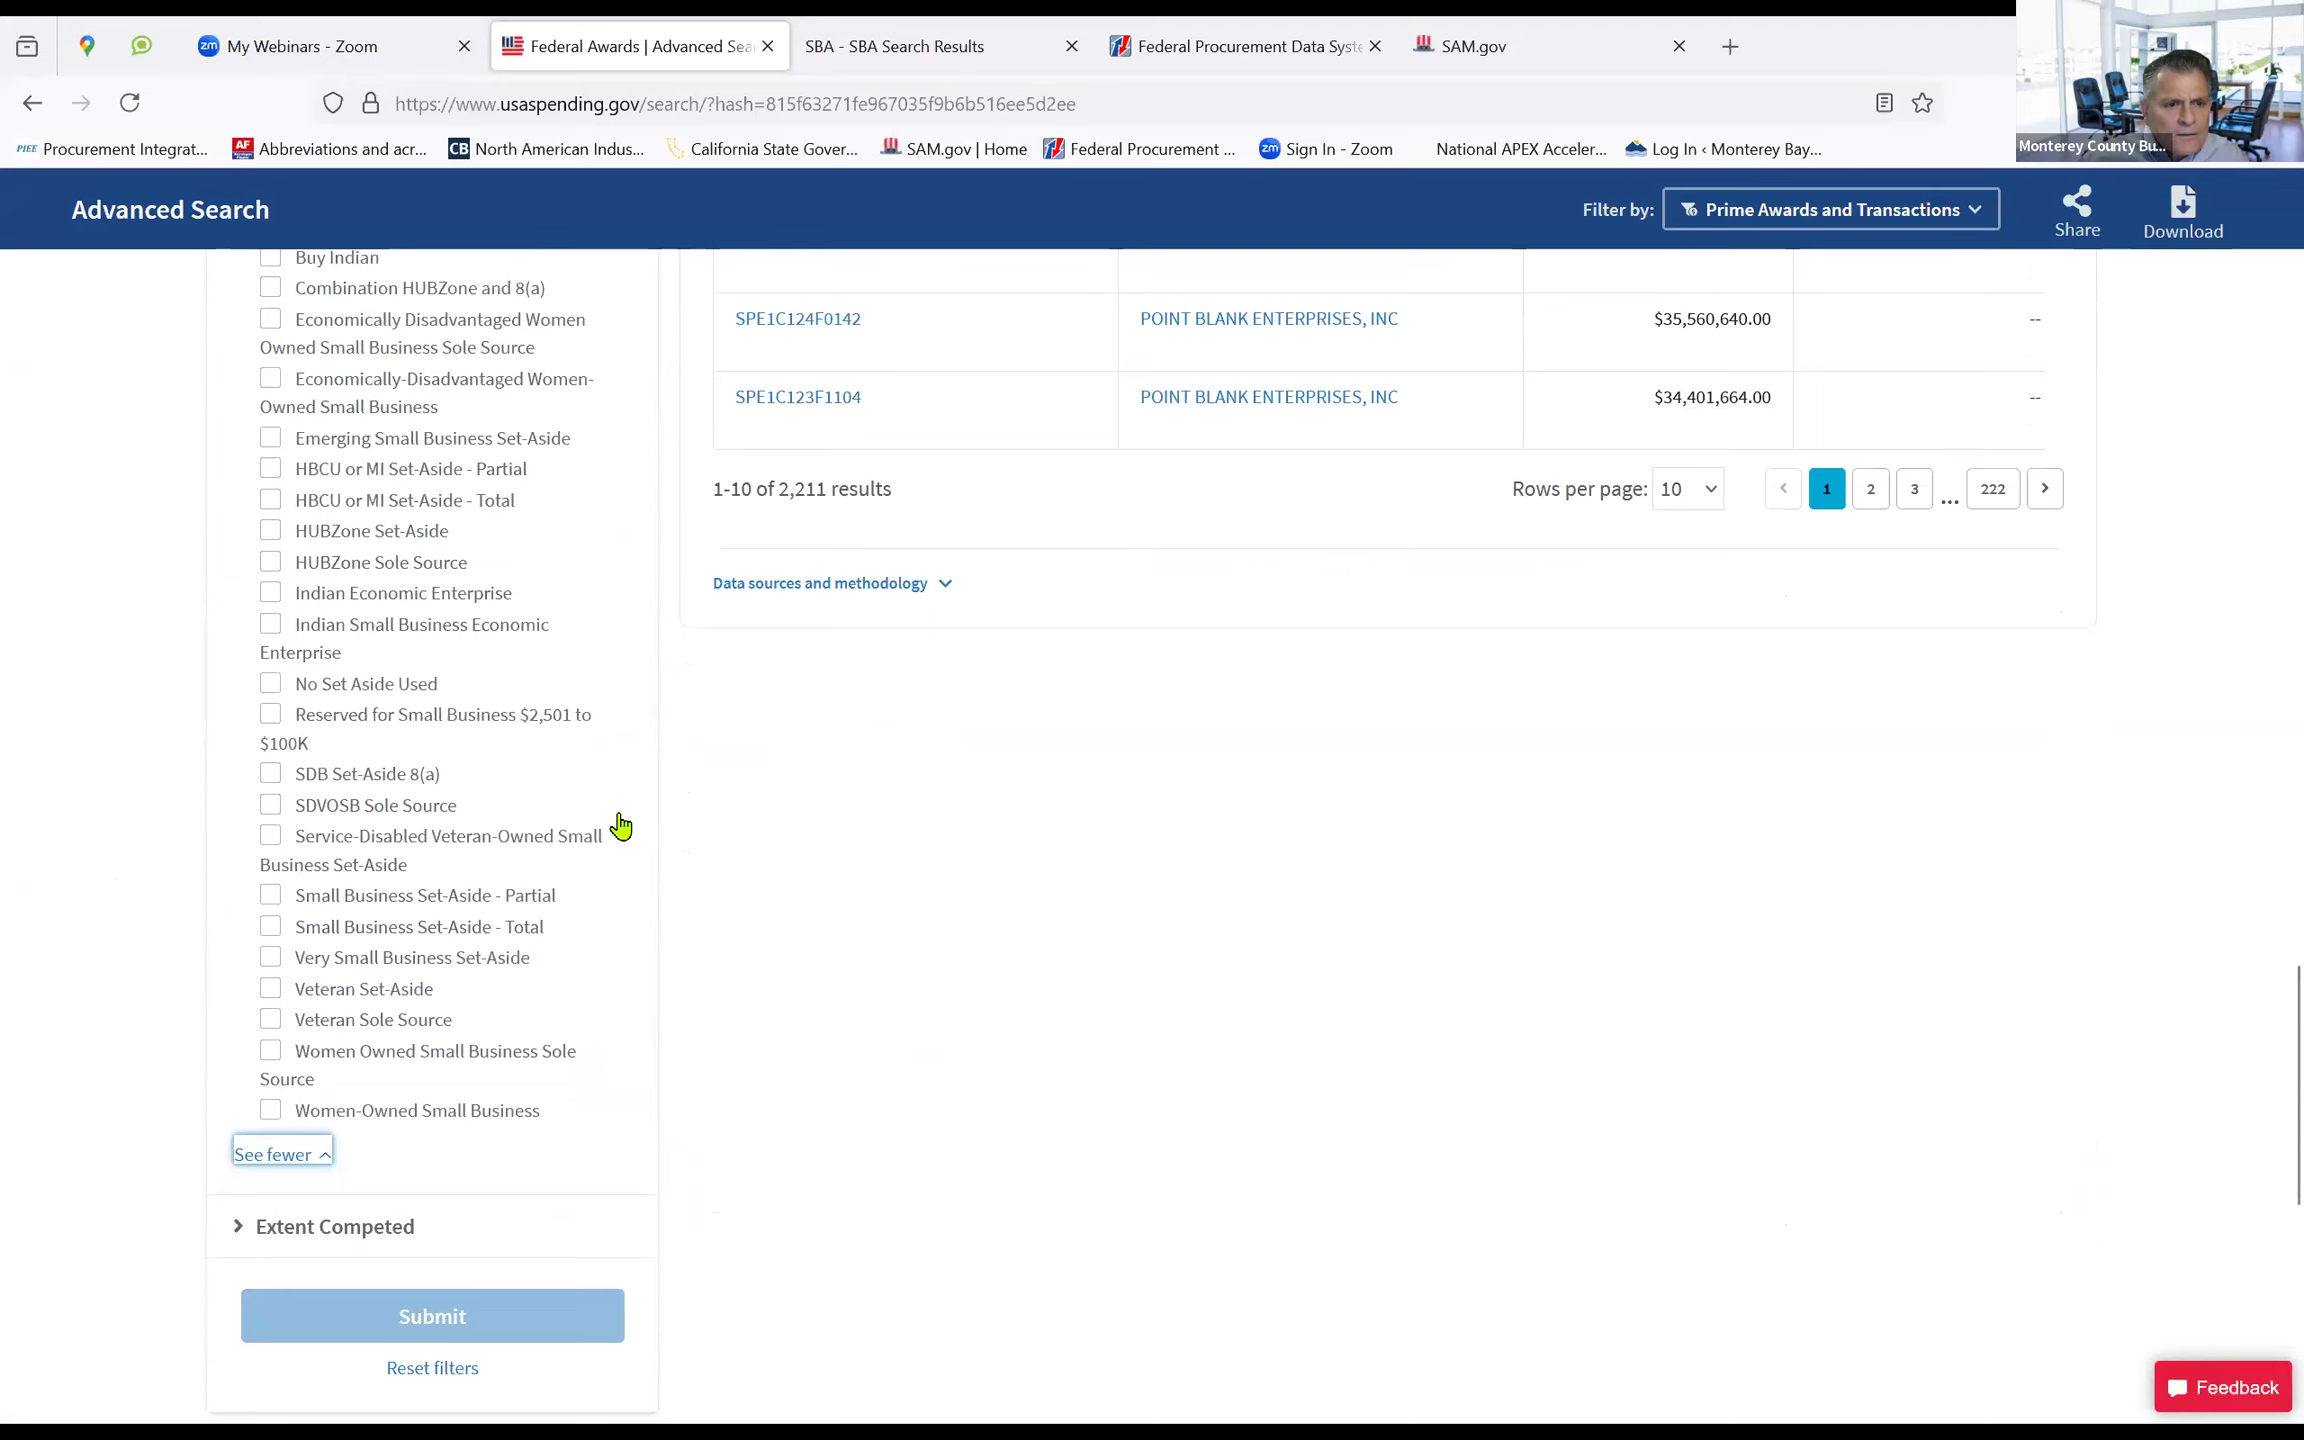 My Webinars - Zoom
Federal Awards | Advanced Sea
SBA - SBA Search Results
Federal Procurement Data Syste
SAM.gov
https://www.usaspending.gov/search/?hash=815f63271fe967035f9b6b516ee5d2ee
PIEE Procurement Integrat...
AF Abbreviations and acr...
CB North American Indus...
California State Gover...
SAM.gov | Home
Federal Procurement ...
zm Sign In - Zoom
National APEX Acceler...
Log In ‹ Monterey Bay...
Monterey County Bu...
Advanced Search
Filter by:
Prime Awards and Transactions
Share
Download
Buy Indian
Combination HUBZone and 8(a)
Economically Disadvantaged Women
Owned Small Business Sole Source
Economically-Disadvantaged Women-
Owned Small Business
Emerging Small Business Set-Aside
HBCU or MI Set-Aside - Partial
HBCU or MI Set-Aside - Total
HUBZone Set-Aside
HUBZone Sole Source
Indian Economic Enterprise
Indian Small Business Economic
Enterprise
No Set Aside Used
Reserved for Small Business $2,501 to
$100K
SDB Set-Aside 8(a)
SDVOSB Sole Source
Service-Disabled Veteran-Owned Small
Business Set-Aside
Small Business Set-Aside - Partial
Small Business Set-Aside - Total
Very Small Business Set-Aside
Veteran Set-Aside
Veteran Sole Source
Women Owned Small Business Sole
Source
Women-Owned Small Business
See fewer
Extent Competed
Submit
Reset filters
SPE1C124F0142 POINT BLANK ENTERPRISES, INC $35,560,640.00 --
SPE1C123F1104 POINT BLANK ENTERPRISES, INC $34,401,664.00 --
1-10 of 2,211 results
Rows per page: 10
1 2 3 ... 222
Data sources and methodology
Feedback